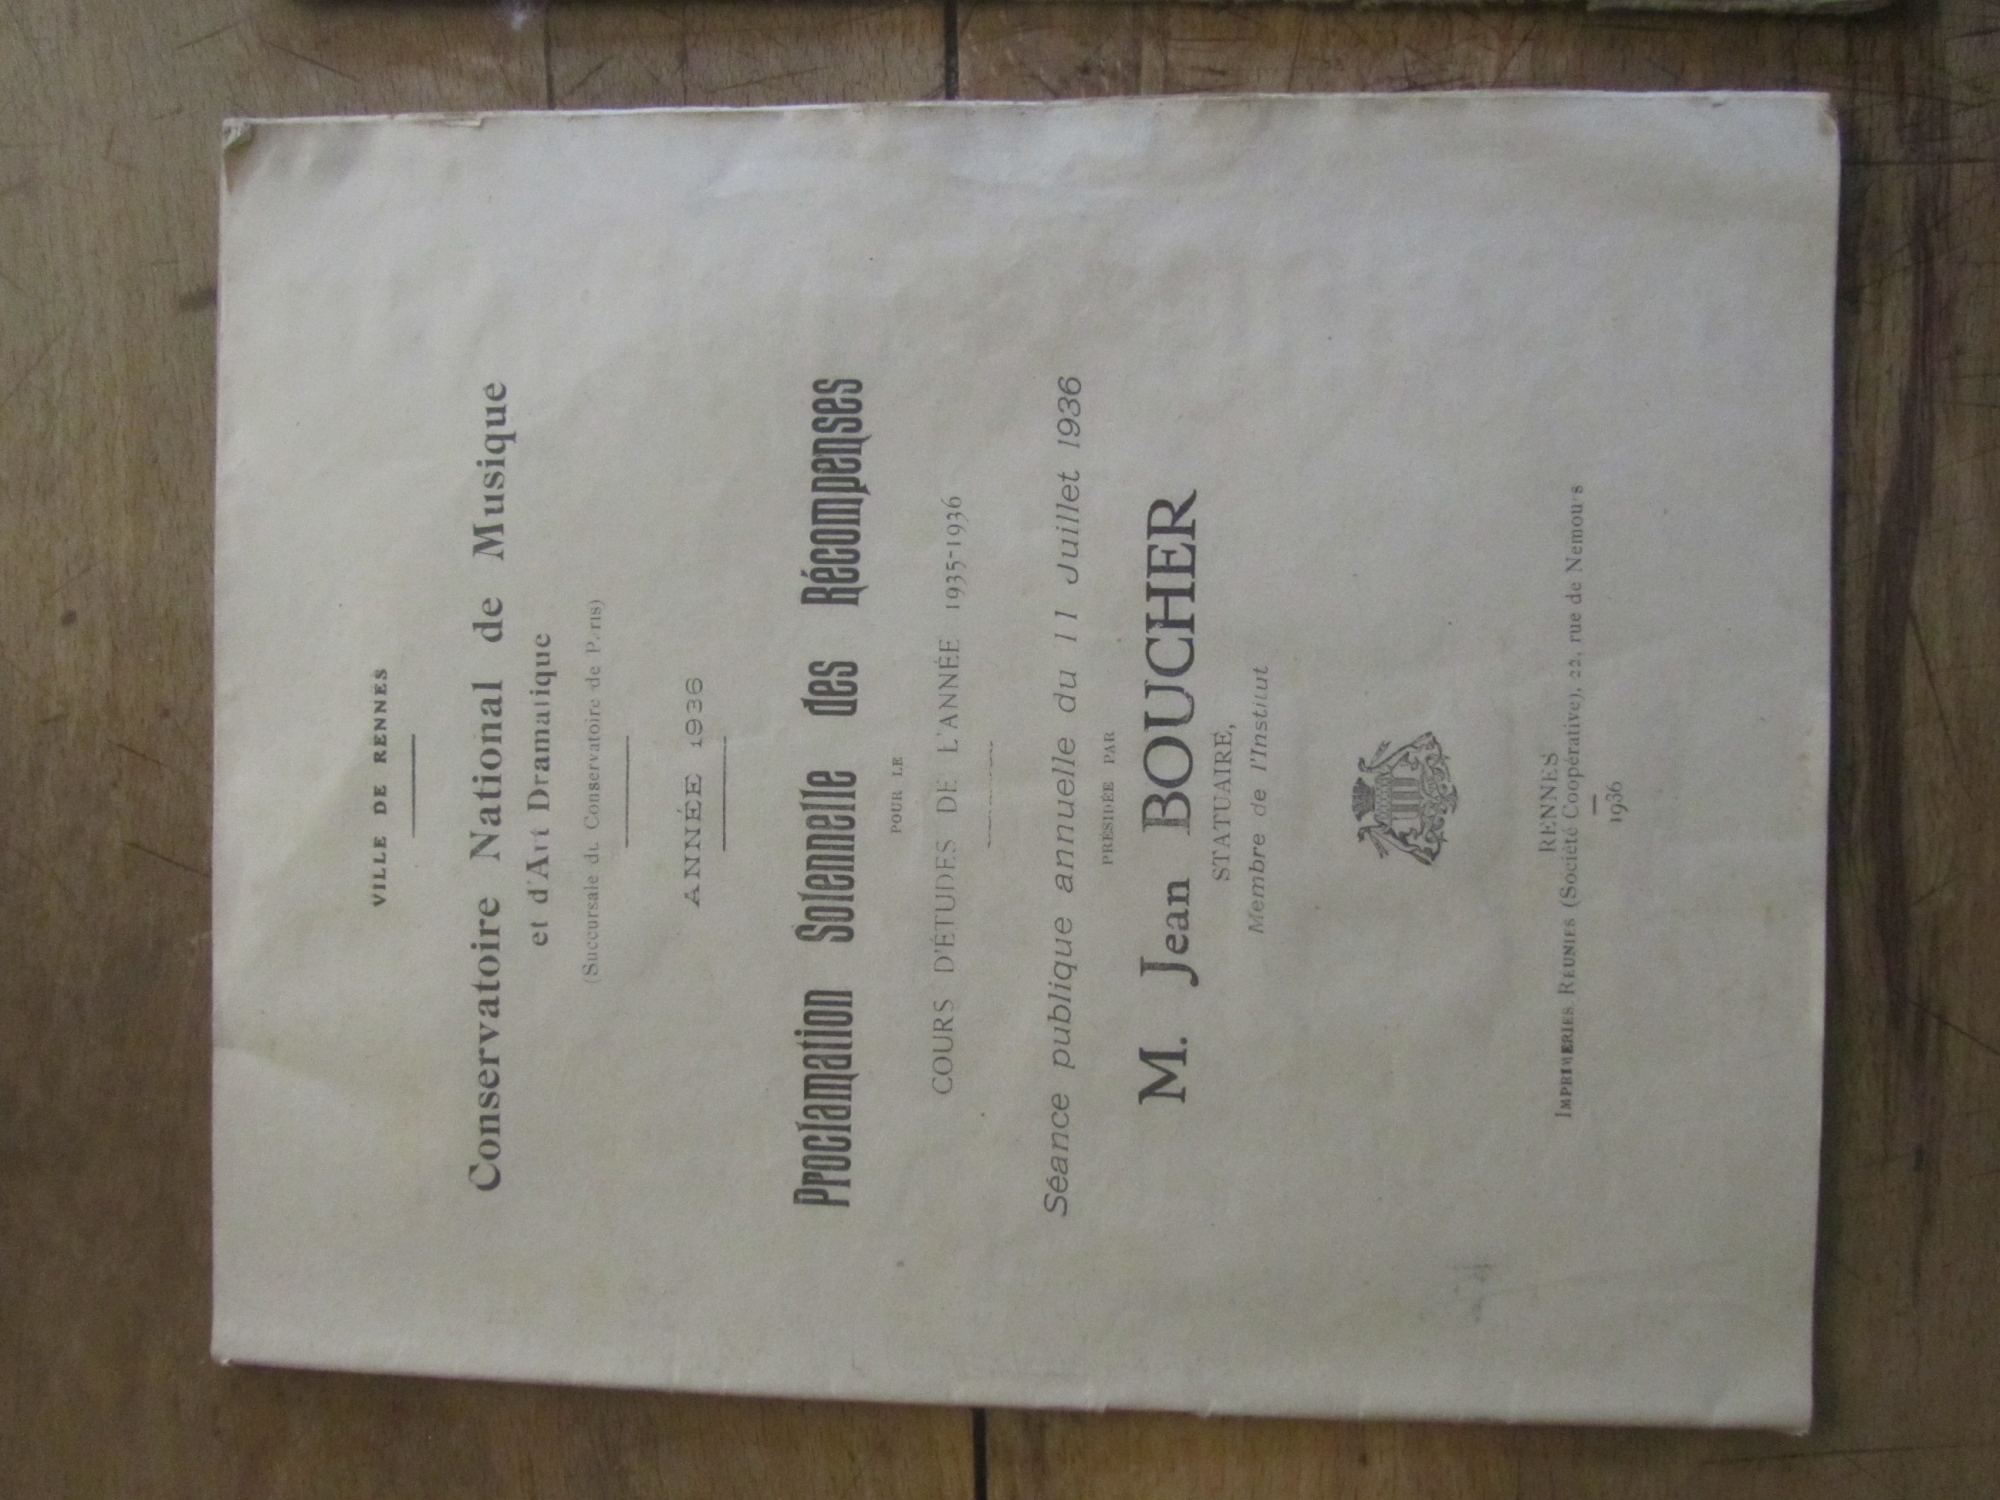 VILLE DE RENNES
Conservatoire National de Musique
et d'Art Dramatique
(Succursale du Conservatoire de Paris)
ANNÉE 1936
Proclamation Solennelle des Récompenses
POUR LE
COURS D'ÉTUDES DE L'ANNÉE 1935-1936
Séance publique annuelle du 11 Juillet 1936
PRÉSIDÉE PAR
M. Jean BOUCHER
STATUAIRE,
Membre de l'Institut
RENNES
IMPRIMERIES RÉUNIES (Société Coopérative), 22, rue de Nemours
1936